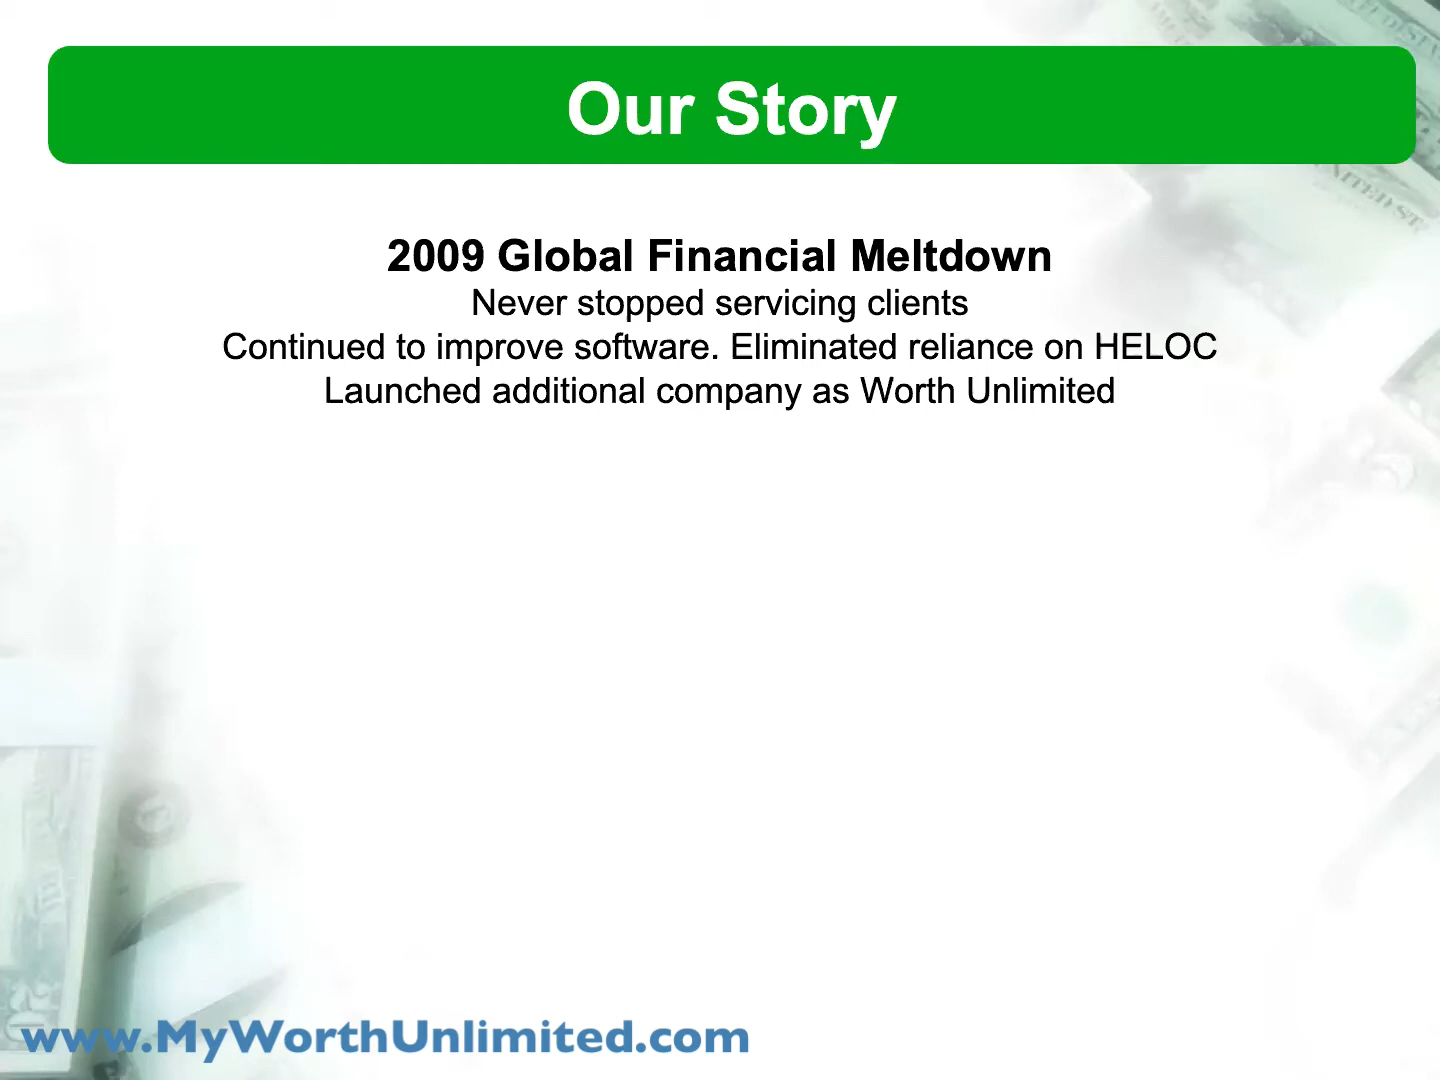 Our Story
2009 Global Financial Meltdown
Never stopped servicing clients
Continued to improve software. Eliminated reliance on HELOC
Launched additional company as Worth Unlimited
www.MyWorthUnlimited.com